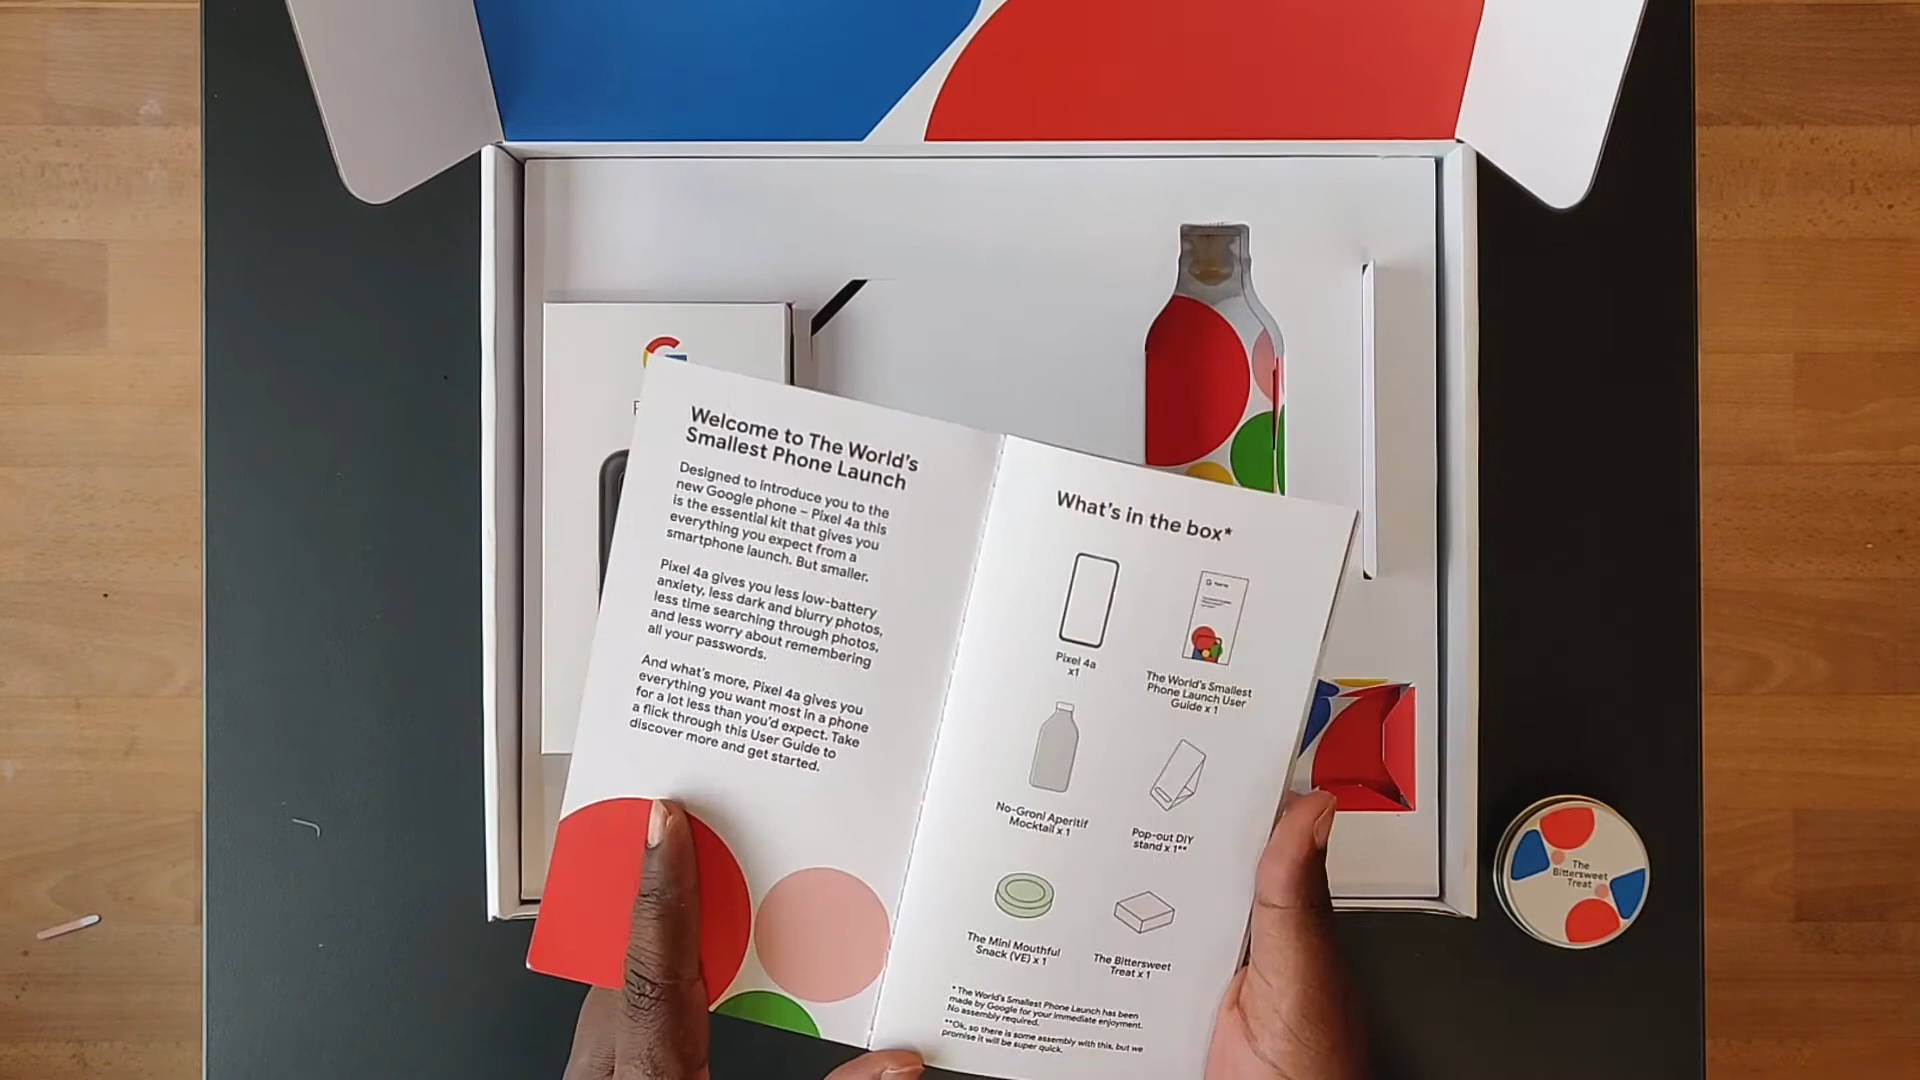 Welcome to The World's
Smallest Phone Launch
Designed to introduce you to the
new Google phone – Pixel 4a this
is the essential kit that gives you
everything you expect from a
smartphone launch. But smaller.
Pixel 4a gives you less low-battery
anxiety, less dark and blurry photos,
less time searching through photos,
and less worry about remembering
all your passwords.
And what's more, Pixel 4a gives you
everything you want most in a phone
for a lot less than you'd expect. Take
a flick through this User Guide to
discover more and get started.
What's in the box*
Pixel 4a
x1
The World's Smallest
Phone Launch User
Guide x 1
No-Groni Aperitif
Mocktail x 1
Pop-out DIY
stand x 1**
The Mini Mouthful
Snack (VE) x 1
The Bittersweet
Treat x 1
* The World's Smallest Phone Launch has been
made by Google for your immediate enjoyment.
No assembly required.
**Ok, so there is some assembly with this, but we
promise it will be super quick.
The
Bittersweet
Treat